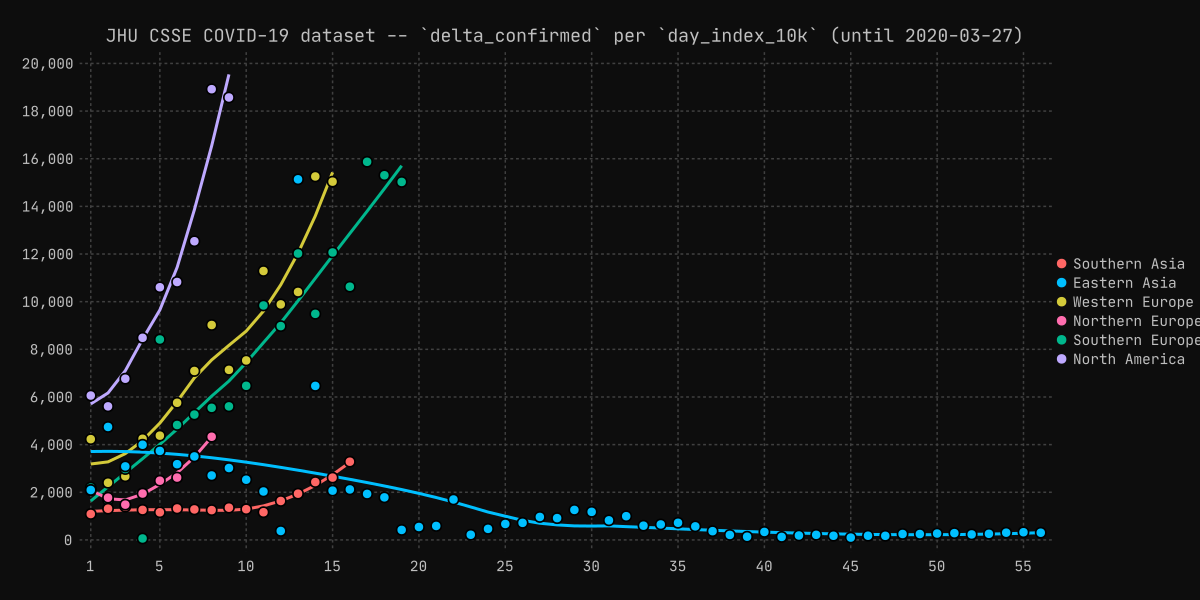 JHU CSSE COVID-19 dataset -- `delta_confirmed` per `day_index_10k` (until 2020-03-27)
20,000
18,000
16,000
14,000
12,000
10,000
8,000
6,000
4,000
2,000
0
1 5 10 15 20 25 30 35 40 45 50 55
Southern Asia
Eastern Asia
Western Europe
Northern Europe
Southern Europe
North America